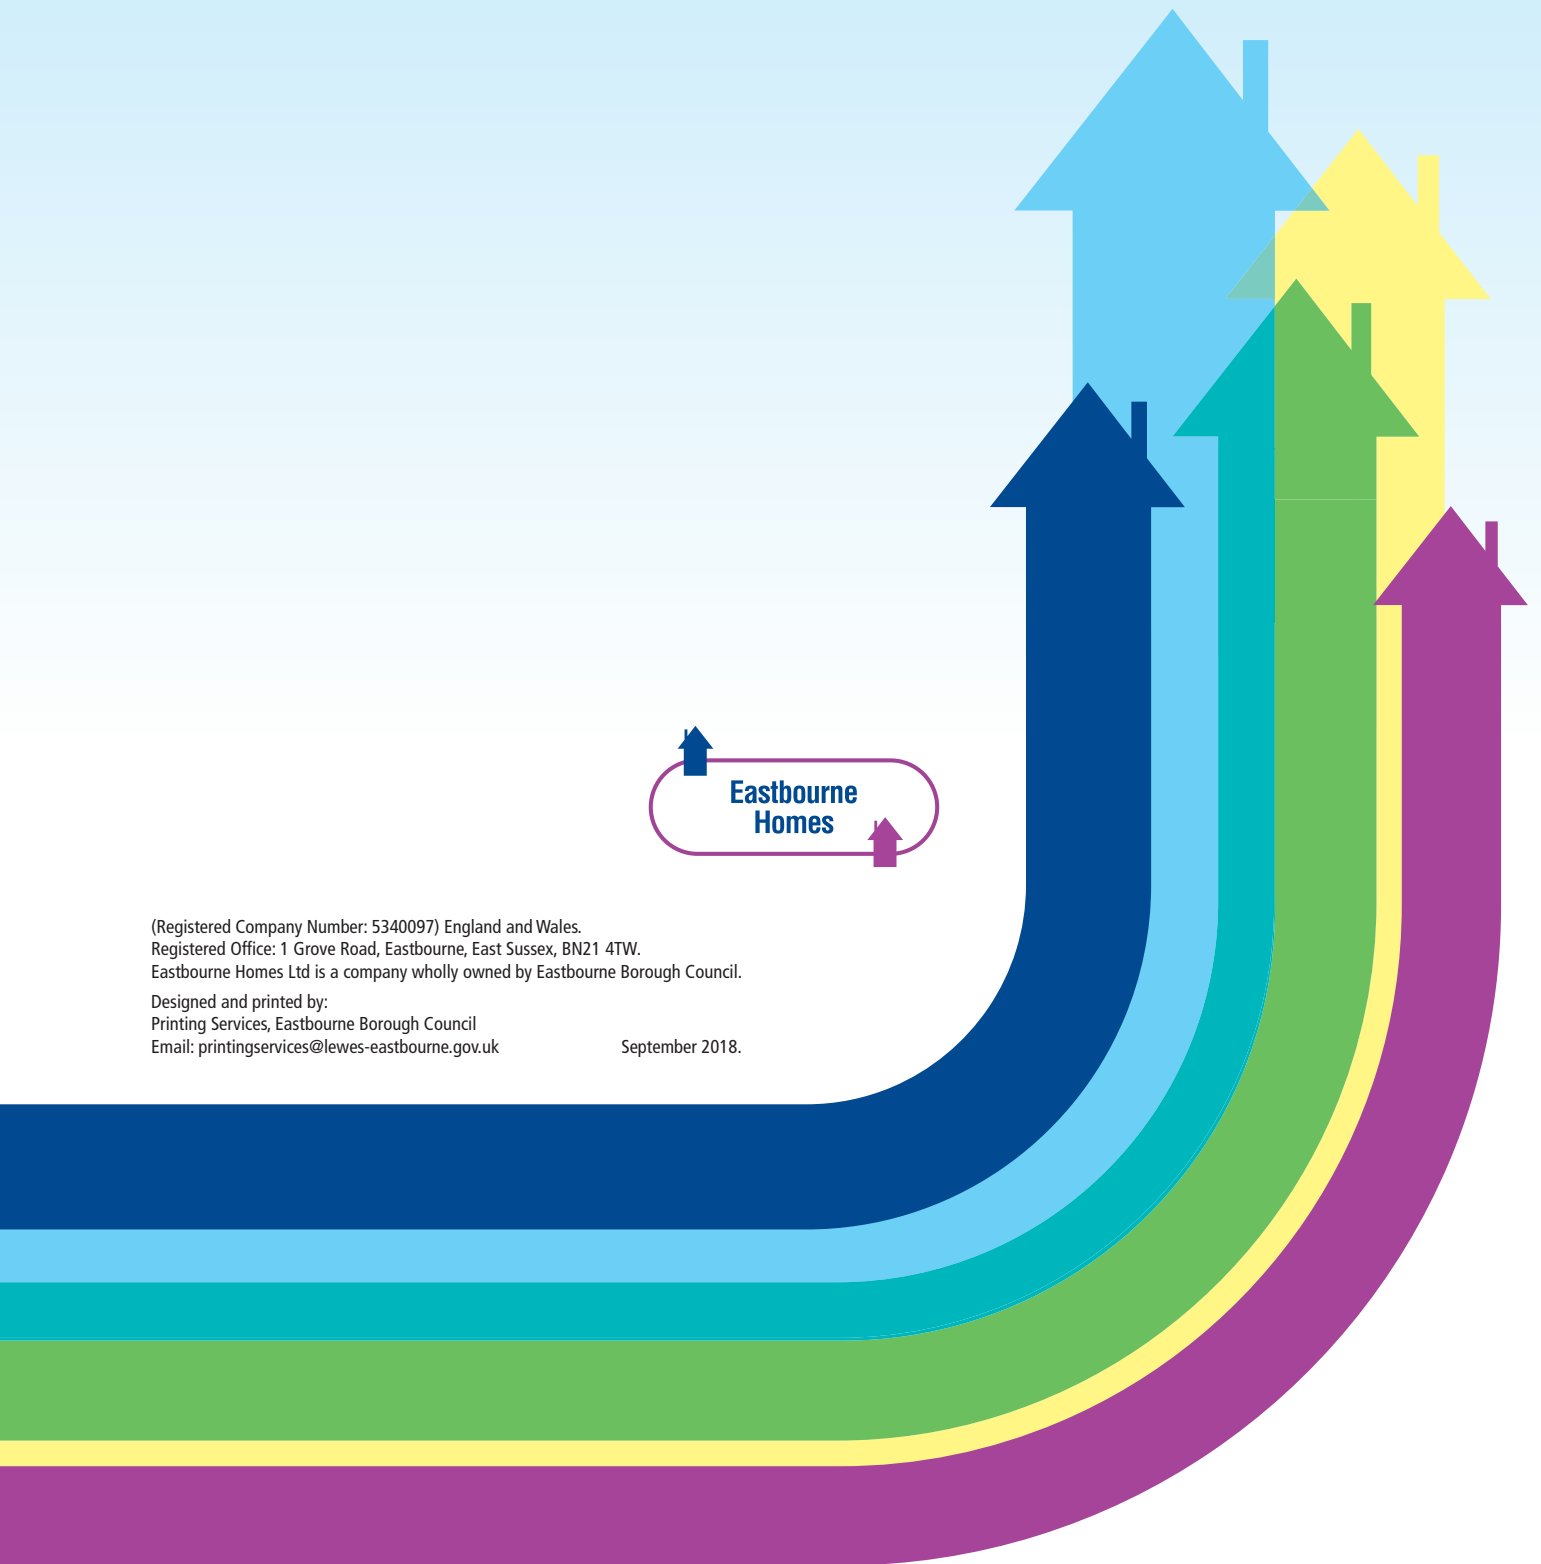 Eastbourne
Homes
(Registered Company Number: 5340097) England and Wales.
Registered Office: 1 Grove Road, Eastbourne, East Sussex, BN21 4TW.
Eastbourne Homes Ltd is a company wholly owned by Eastbourne Borough Council.
Designed and printed by:
Printing Services, Eastbourne Borough Council
Email: printingservices@lewes-eastbourne.gov.uk September 2018.